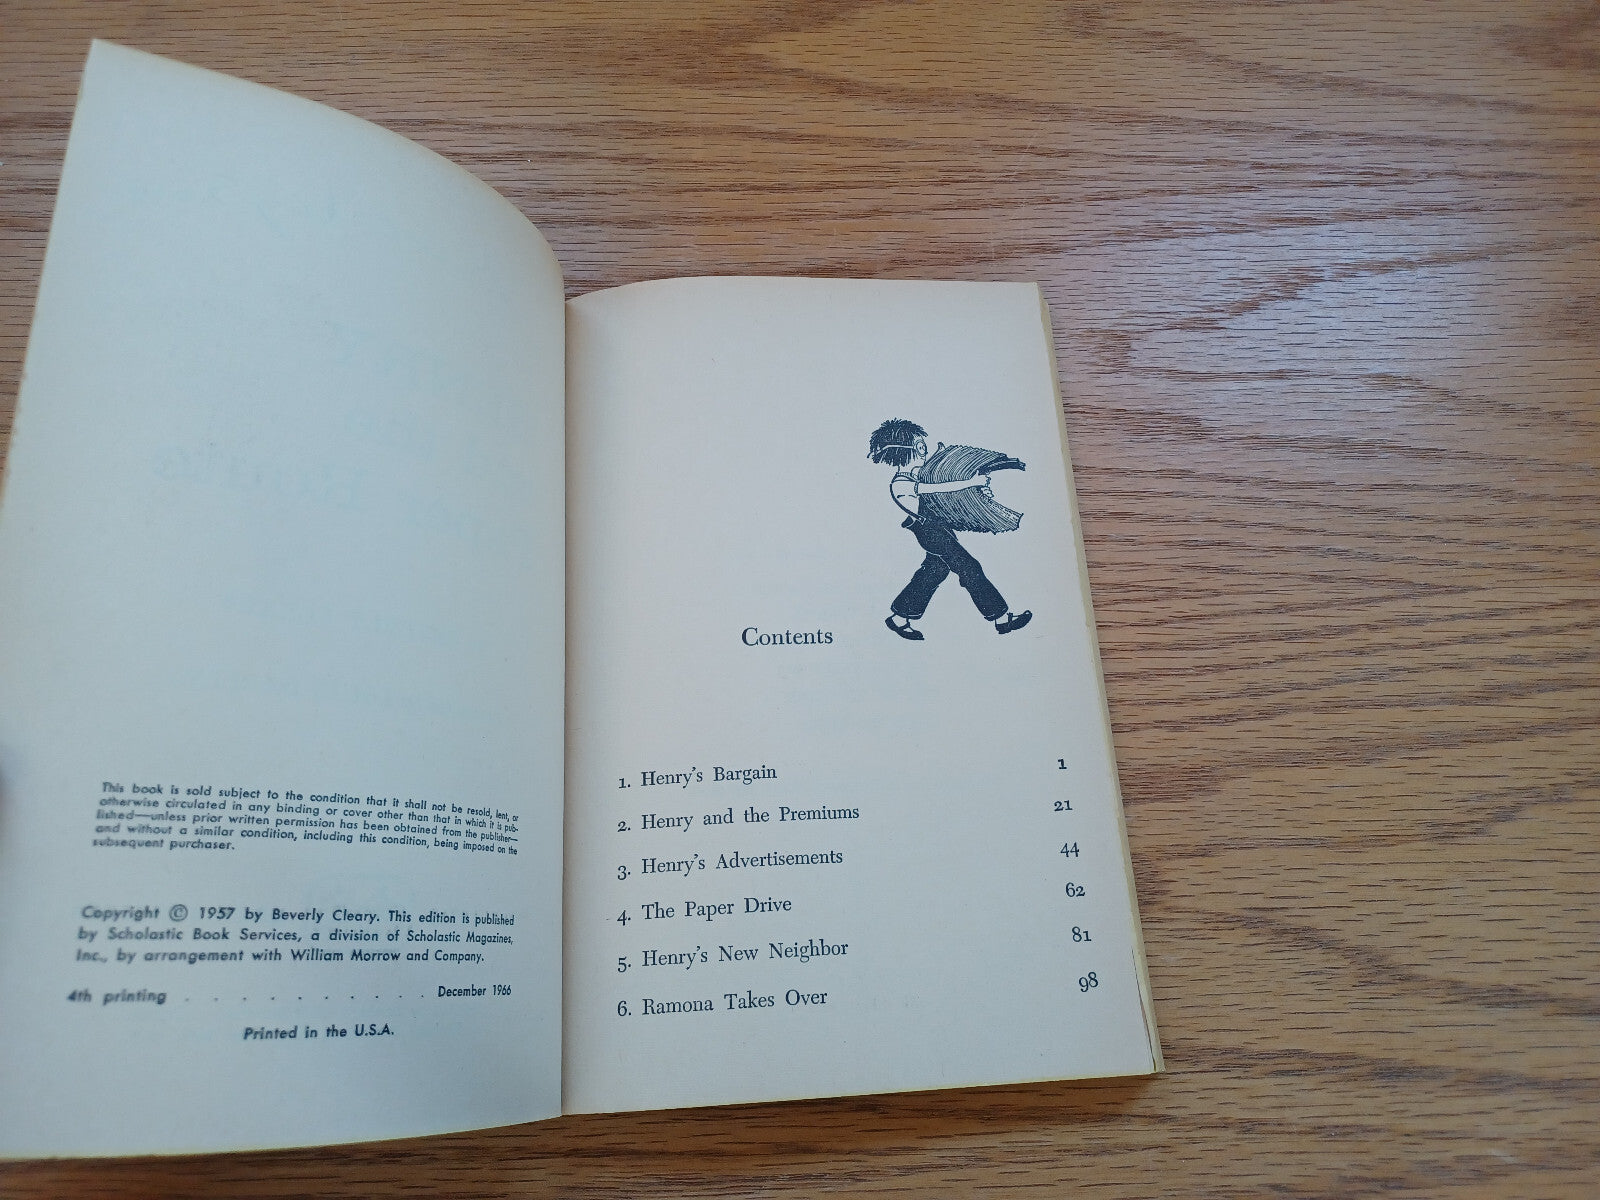 This book is sold subject to the condition that it shall not be resold, lent, or
otherwise circulated in any binding or cover other than that in which it is pub-
lished—unless prior written permission has been obtained from the publisher—
and without a similar condition, including this condition, being imposed on the
subsequent purchaser.
Copyright © 1957 by Beverly Cleary. This edition is published
by Scholastic Book Services, a division of Scholastic Magazines,
Inc., by arrangement with William Morrow and Company.
4th printing . . . . . . . . . . December 1966
Printed in the U.S.A.
Contents
1. Henry's Bargain 1
2. Henry and the Premiums 21
3. Henry's Advertisements 44
4. The Paper Drive 62
5. Henry's New Neighbor 81
6. Ramona Takes Over 98